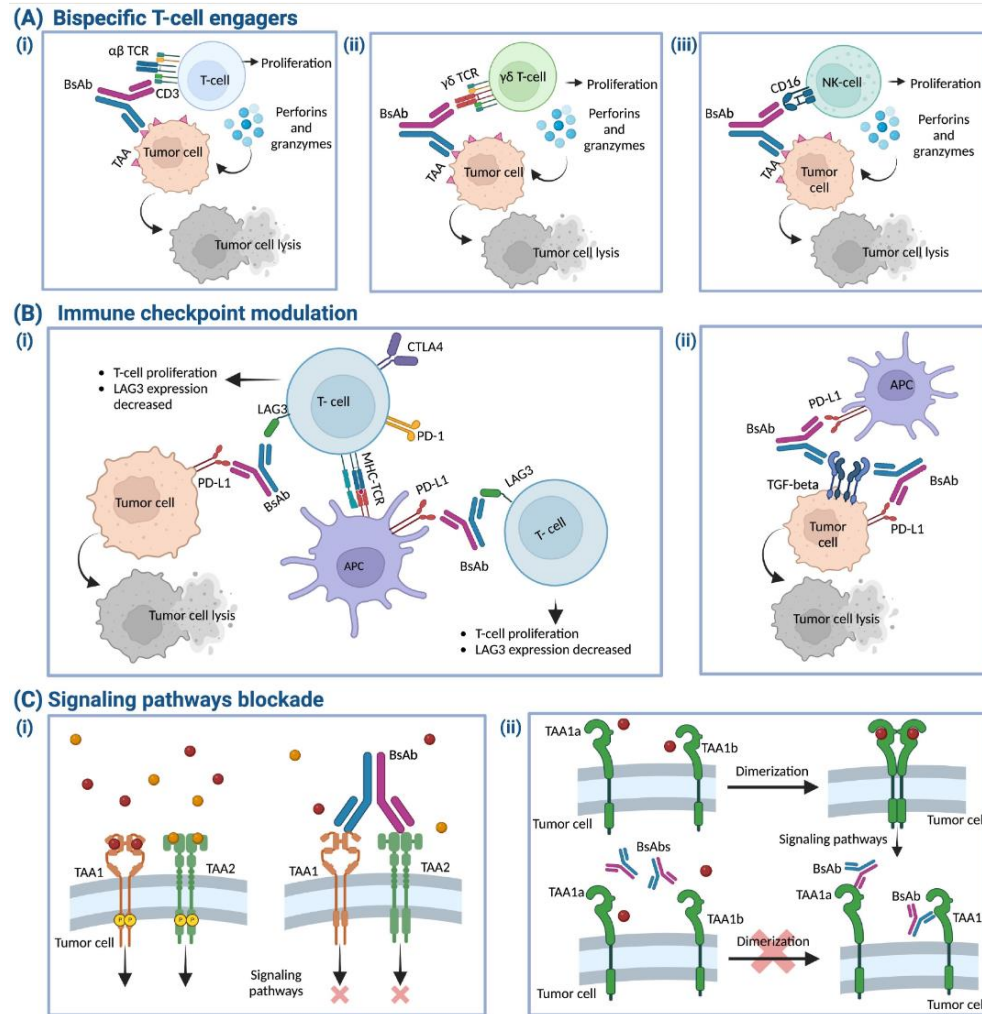 (A) Bispecific T-cell engagers
(i)
αβ TCR
T-cell
Proliferation
BsAb
CD3
Perforins
and
granzymes
TAA
Tumor cell
Tumor cell lysis
(ii)
γδ TCR
γδ T-cell
Proliferation
BsAb
Perforins
and
granzymes
TAA
Tumor cell
Tumor cell lysis
(iii)
CD16
NK-cell
Proliferation
BsAb
Perforins
and
granzymes
TAA
Tumor
cell
Tumor cell lysis
(B) Immune checkpoint modulation
(i)
CTLA4
• T-cell proliferation
• LAG3 expression
decreased
T- cell
LAG3
PD-1
PD-L1
Tumor cell
BsAb
MHC-TCR
PD-L1
LAG3
T- cell
BsAb
APC
Tumor cell lysis
• T-cell proliferation
• LAG3 expression decreased
(ii)
APC
PD-L1
BsAb
BsAb
TGF-beta
Tumor
cell
PD-L1
Tumor cell lysis
(C) Signaling pathways blockade
(i)
BsAb
TAA1
TAA2
TAA1
TAA2
P P
P P
Tumor cell
Signaling
pathways
(ii)
TAA1a
TAA1b
Dimerization
Tumor cell
Tumor cell
Signaling pathways
BsAbs
BsAb
TAA1a
TAA1a
BsAb
TAA1b
TAA1
Dimerization
Tumor cell
Tumor cell